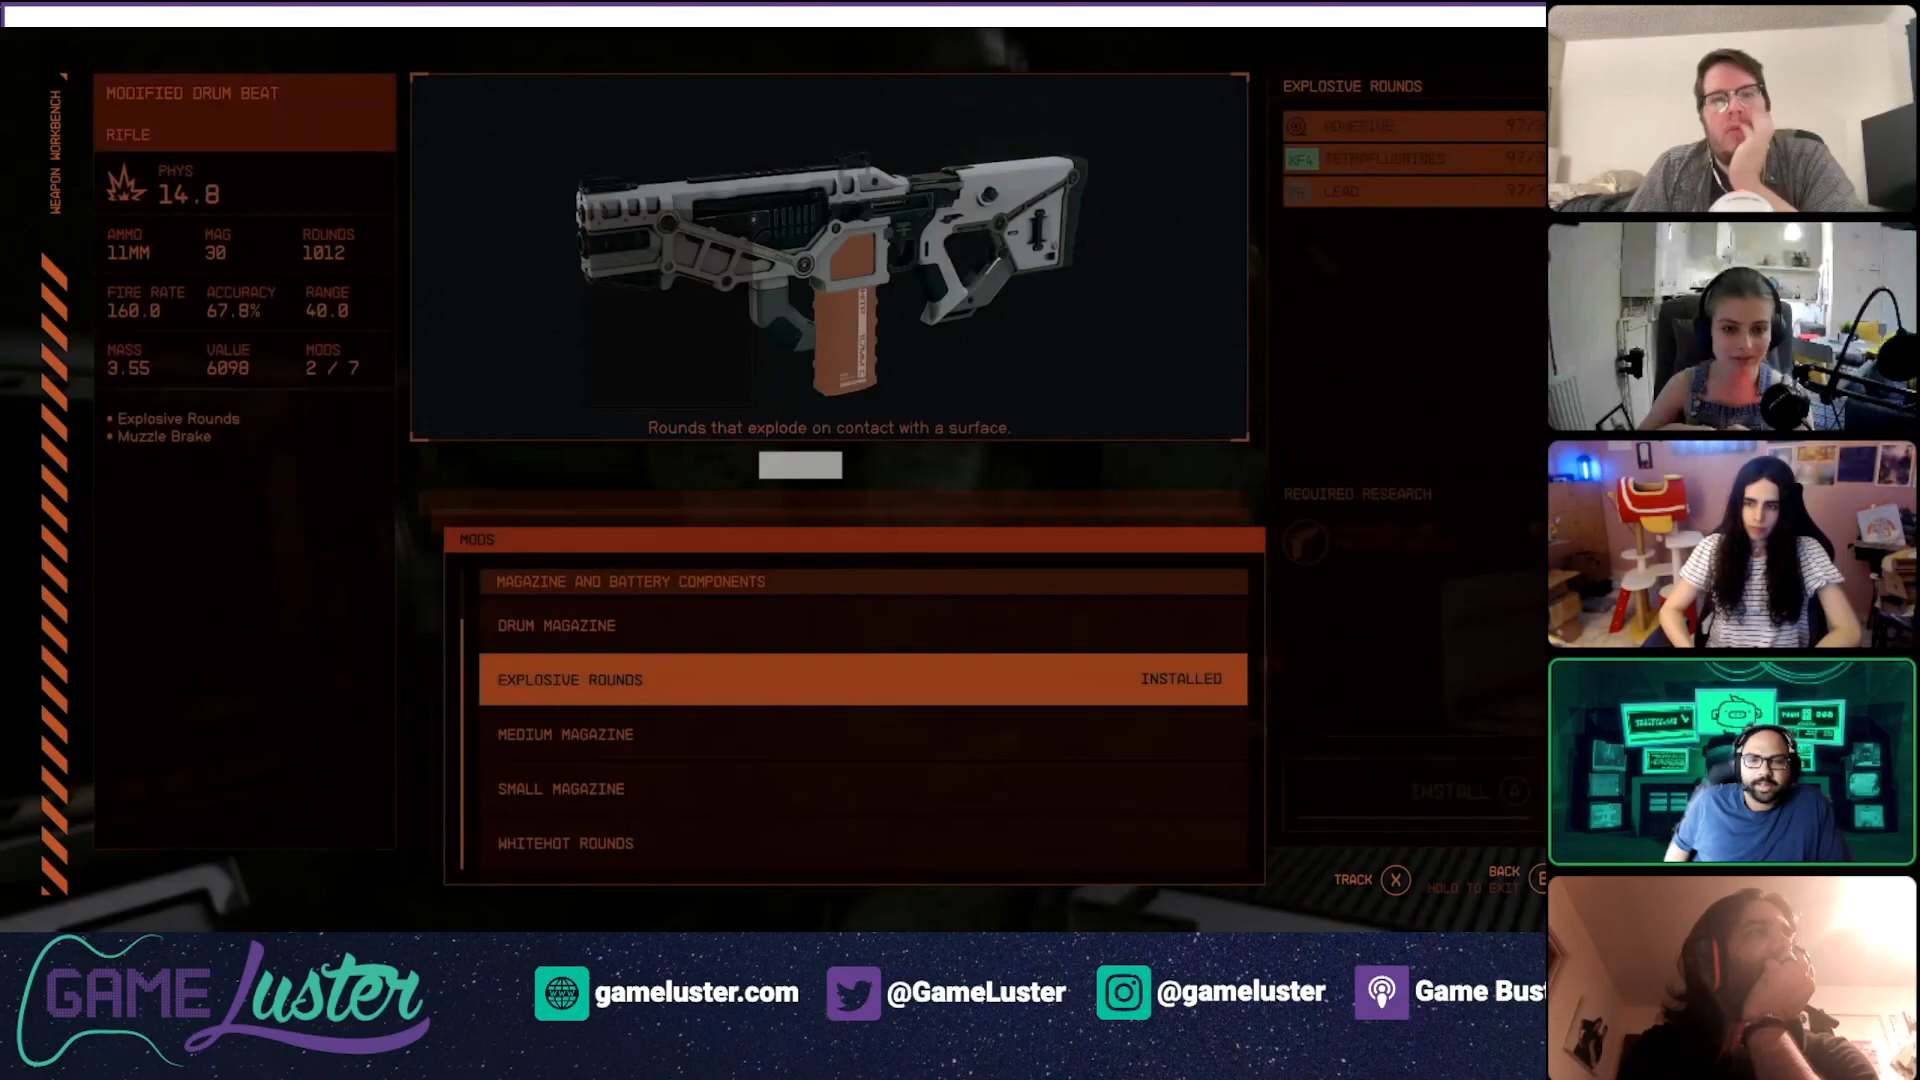 WEAPON WORKBENCH
MODIFIED DRUM BEAT
RIFLE
PHYS
14.8
AMMO MAG ROUNDS
11MM 30 1012
FIRE RATE ACCURACY RANGE
160.0 67.8% 40.0
MASS VALUE MODS
3.55 6098 2 / 7
• Explosive Rounds
• Muzzle Brake
Rounds that explode on contact with a surface.
MODS
MAGAZINE AND BATTERY COMPONENTS
DRUM MAGAZINE
EXPLOSIVE ROUNDS INSTALLED
MEDIUM MAGAZINE
SMALL MAGAZINE
WHITEHOT ROUNDS
EXPLOSIVE ROUNDS
ADHESIVE 97/
XF4 TETRAFLUORIDES 97/
LEAD 97/
REQUIRED RESEARCH
INSTALL A
TRACK X BACK
HOLD TO EXIT
GAME Luster
gameluster.com
@GameLuster
@gameluster
Game Bust